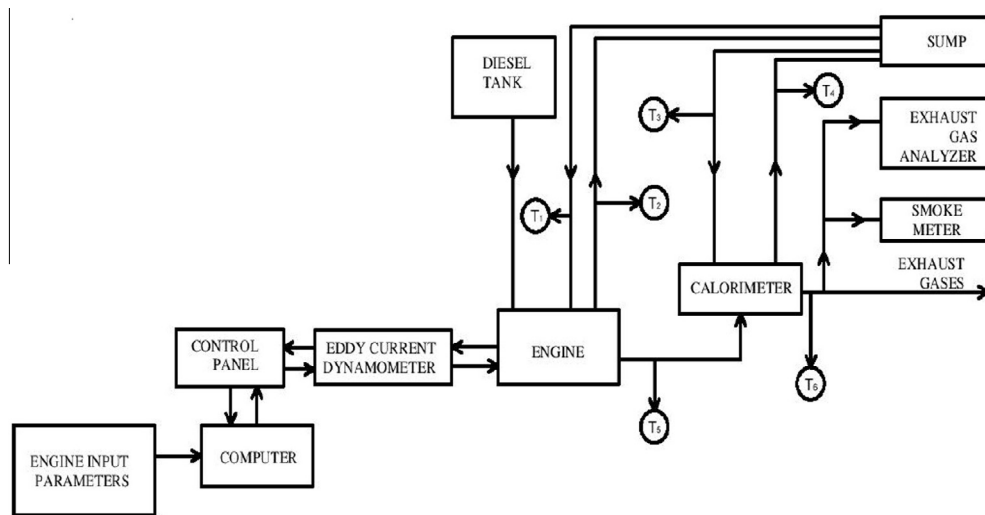 SUMP
DIESEL
TANK
T4
T3
EXHAUST
GAS
ANALYZER
T1
T2
SMOKE
METER
EXHAUST
GASES
CALORIMETER
CONTROL
PANEL
EDDY CURRENT
DYNAMOMETER
ENGINE
T6
T5
ENGINE INPUT
PARAMETERS
COMPUTER